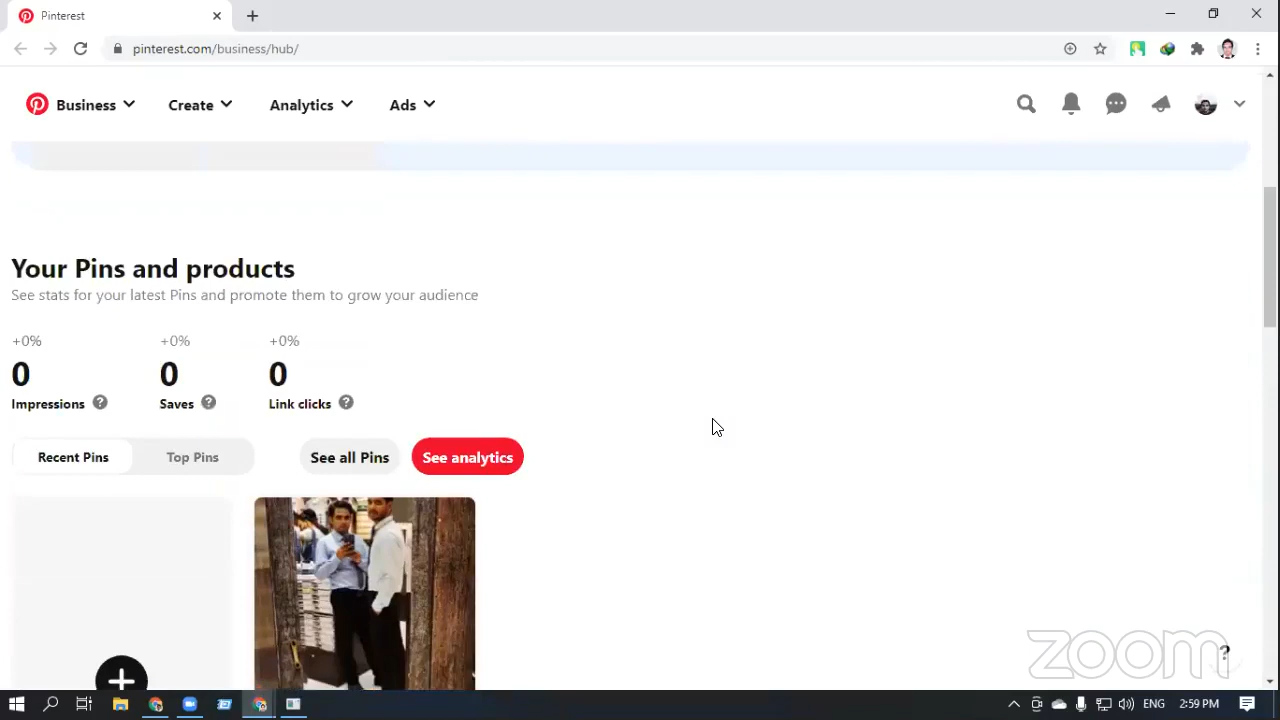 Pinterest
pinterest.com/business/hub/
Business Create Analytics Ads
Your Pins and products
See stats for your latest Pins and promote them to grow your audience
+0% +0% +0%
0 0 0
Impressions ? Saves ? Link clicks ?
Recent Pins Top Pins See all Pins See analytics
zoom
?
ENG 2:59 PM